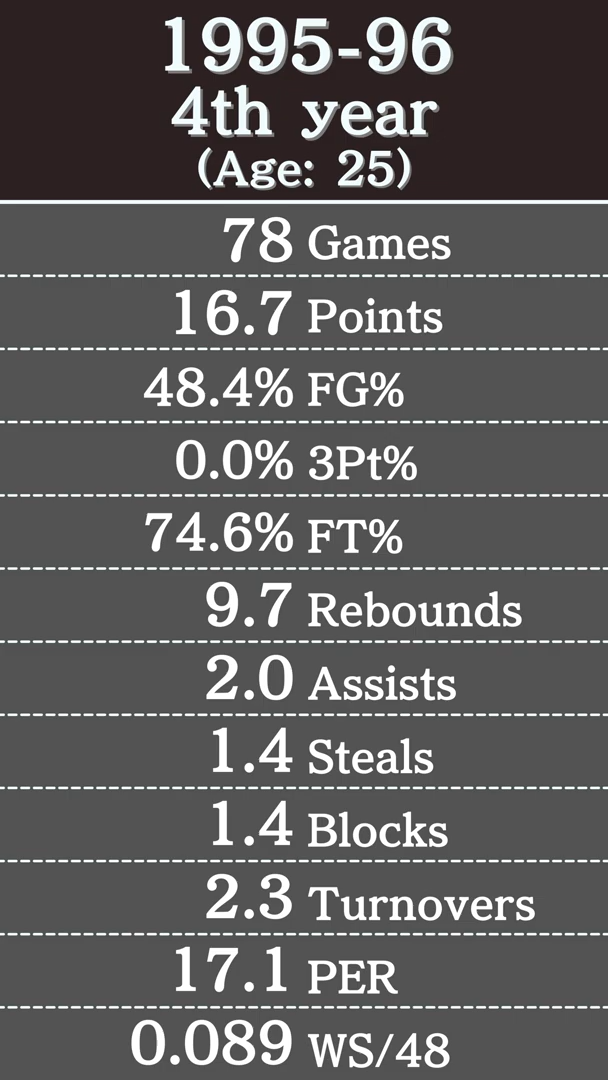 1995-96
4th year
(Age: 25)
78 Games
16.7 Points
48.4% FG%
0.0% 3Pt%
74.6% FT%
9.7 Rebounds
2.0 Assists
1.4 Steals
1.4 Blocks
2.3 Turnovers
17.1 PER
0.089 WS/48